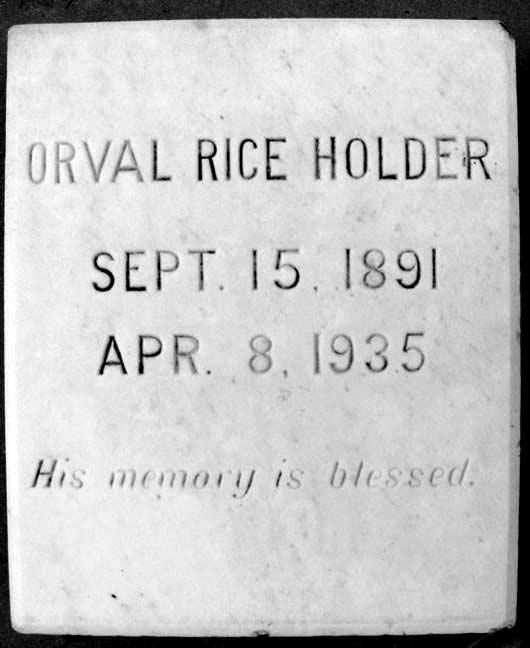 ORVAL RICE HOLDER
SEPT. 15, 1891
APR. 8, 1935
His memory is blessed.